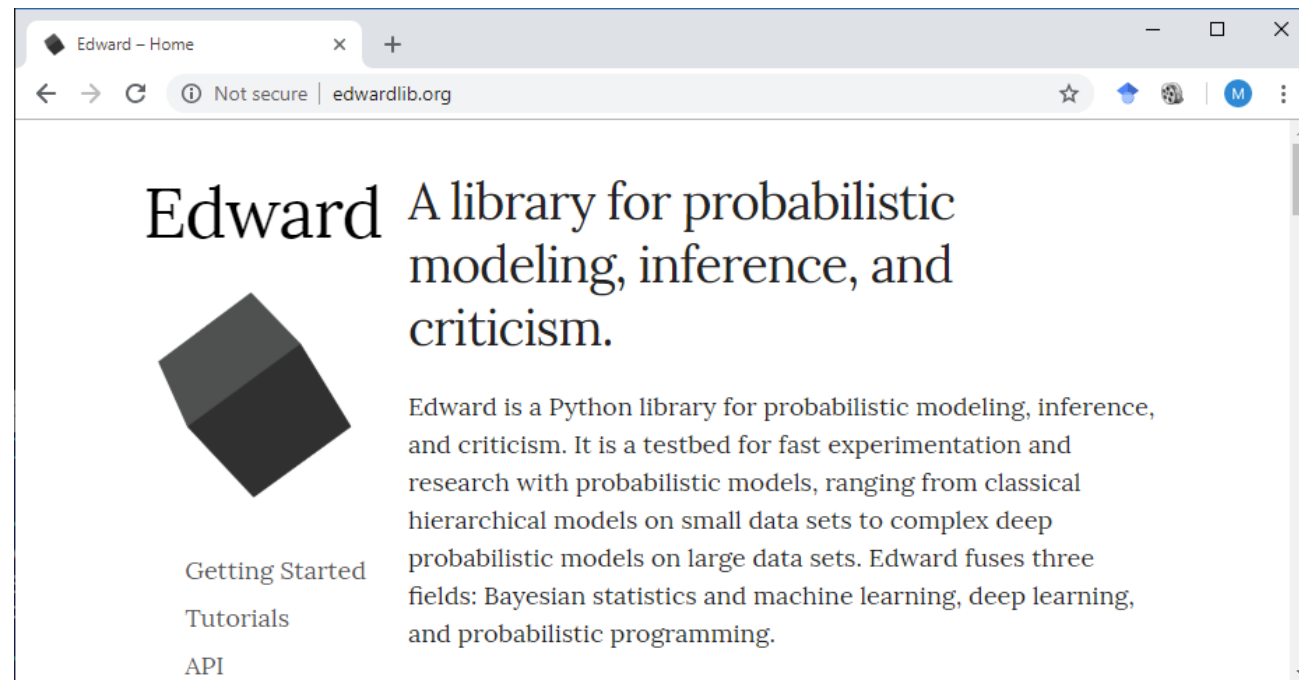 Edward – Home
Not secure | edwardlib.org
M
Edward
A library for probabilistic
modeling, inference, and
criticism.
Edward is a Python library for probabilistic modeling, inference,
and criticism. It is a testbed for fast experimentation and
research with probabilistic models, ranging from classical
hierarchical models on small data sets to complex deep
probabilistic models on large data sets. Edward fuses three
fields: Bayesian statistics and machine learning, deep learning,
and probabilistic programming.
Getting Started
Tutorials
API